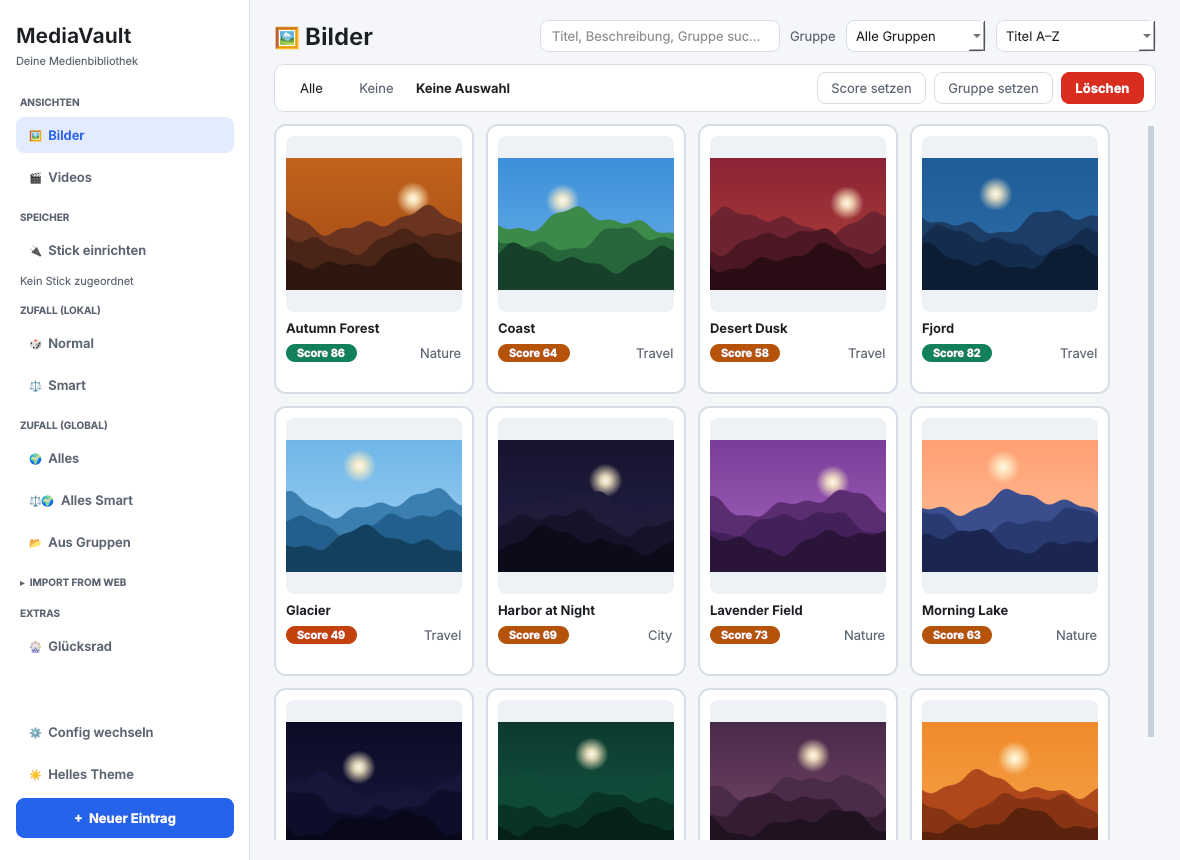 MediaVault
Deine Medienbibliothek
ANSICHTEN
Bilder
Videos
SPEICHER
Stick einrichten
Kein Stick zugeordnet
ZUFALL (LOKAL)
Normal
Smart
ZUFALL (GLOBAL)
Alles
Alles Smart
Aus Gruppen
▸ IMPORT FROM WEB
EXTRAS
Glücksrad
Config wechseln
Helles Theme
+ Neuer Eintrag
Bilder
Titel, Beschreibung, Gruppe suc...
Gruppe
Alle Gruppen
Titel A–Z
Alle
Keine
Keine Auswahl
Score setzen
Gruppe setzen
Löschen
Autumn Forest
Score 86
Nature
Coast
Score 64
Travel
Desert Dusk
Score 58
Travel
Fjord
Score 82
Travel
Glacier
Score 49
Travel
Harbor at Night
Score 69
City
Lavender Field
Score 73
Nature
Morning Lake
Score 63
Nature